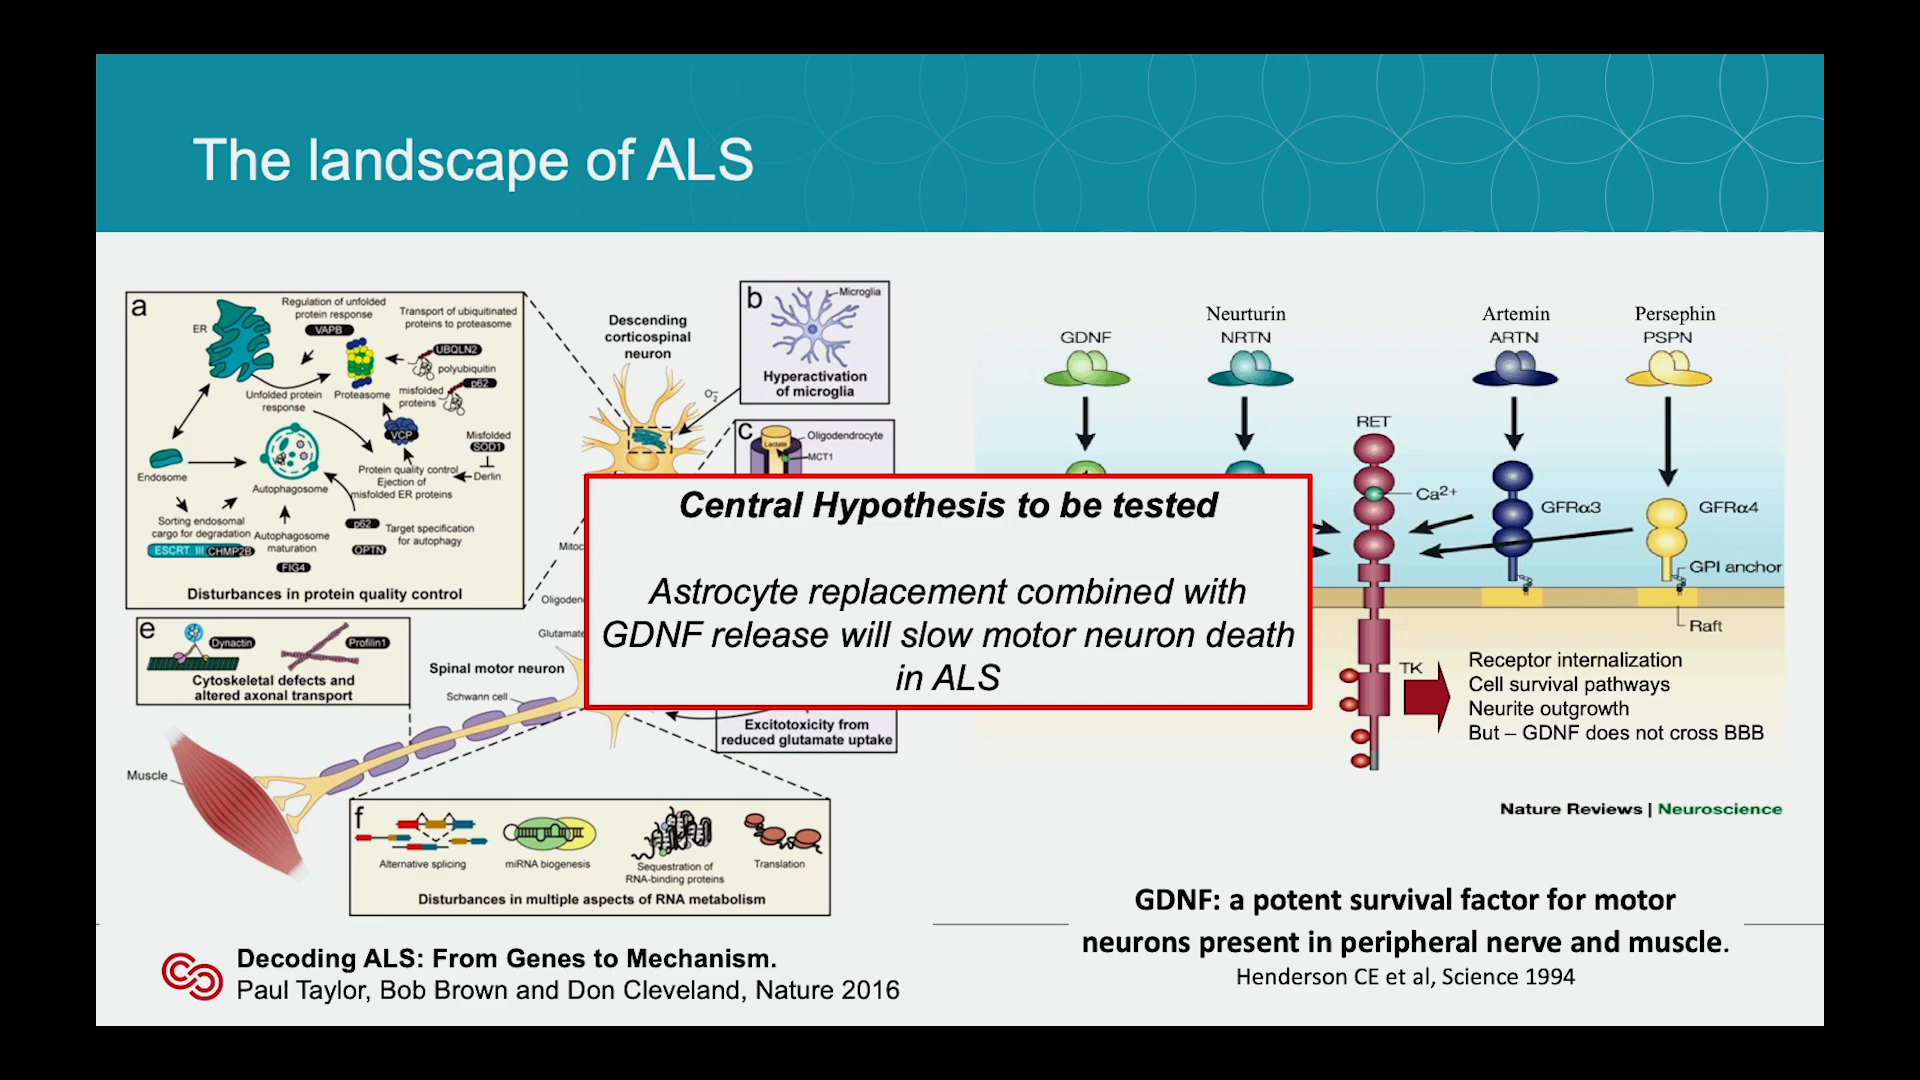 The landscape of ALS
a
ER
Regulation of unfolded
protein response
VAPB
Transport of ubiquitinated
proteins to proteasome
UBQLN2
polyubiquitin
p62
misfolded
proteins
Unfolded protein
response
Proteasome
VCP
Misfolded
SOD1
Derlin
Endosome
Autophagosome
Protein quality control
Ejection of
misfolded ER proteins
Sorting endosomal
cargo for degradation
ESCRT III
CHMP2B
Autophagosome
maturation
FIG4
p62
OPTN
Target specification
for autophagy
Disturbances in protein quality control
Descending
corticospinal
neuron
b
Microglia
Hyperactivation
of microglia
O2-
c
Lactate
Oligodendrocyte
MCT1
Glutamate
e
Dynactin
Profilin1
Cytoskeletal defects and
altered axonal transport
Spinal motor neuron
Schwann cell
Muscle
Excitotoxicity from
reduced glutamate uptake
f
Alternative splicing
miRNA biogenesis
Sequestration of
RNA-binding proteins
Translation
Disturbances in multiple aspects of RNA metabolism
Central Hypothesis to be tested
Astrocyte replacement combined with
GDNF release will slow motor neuron death
in ALS
GDNF
Neurturin
NRTN
Artemin
ARTN
Persephin
PSPN
RET
Ca2+
GFRα3
GFRα4
GPI anchor
Raft
TK
Receptor internalization
Cell survival pathways
Neurite outgrowth
But – GDNF does not cross BBB
Nature Reviews | Neuroscience
GDNF: a potent survival factor for motor
neurons present in peripheral nerve and muscle.
Henderson CE et al, Science 1994
Decoding ALS: From Genes to Mechanism.
Paul Taylor, Bob Brown and Don Cleveland, Nature 2016